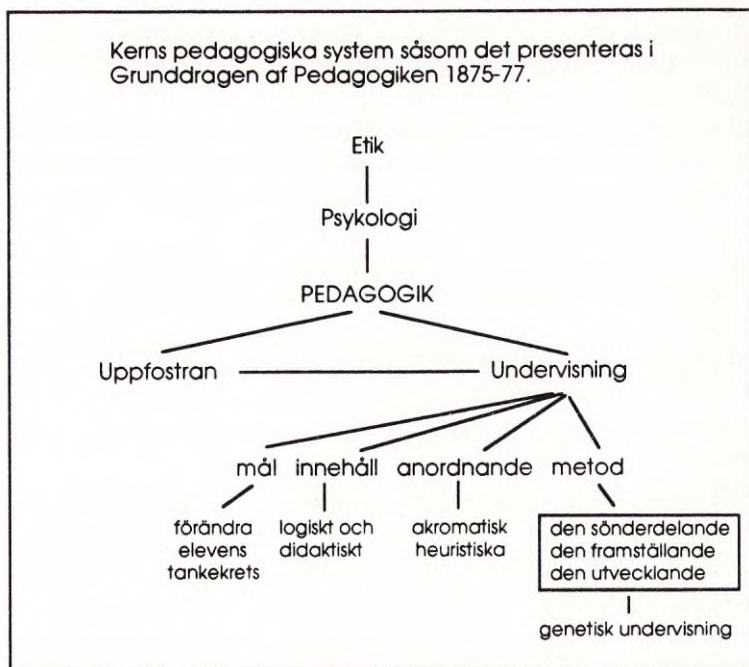 Kerns pedagogiska system såsom det presenteras i
Grunddragen af Pedagogiken 1875-77.
Etik
Psykologi
PEDAGOGIK
Uppfostran Undervisning
mål innehåll anordnande metod
förändra
elevens
tankekrets
logiskt och
didaktiskt
akromatisk
heuristiska
den sönderdelande
den framställande
den utvecklande
genetisk undervisning